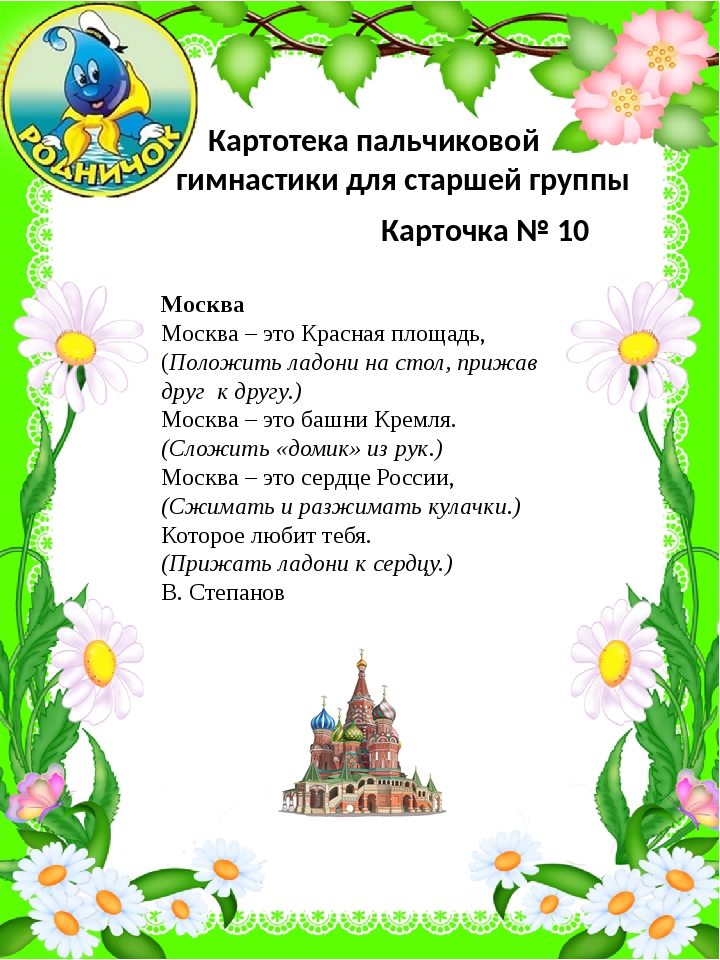 РОДНИЧОК
Картотека пальчиковой
гимнастики для старшей группы
Карточка № 10
Москва
Москва – это Красная площадь,
(Положить ладони на стол, прижав
друг к другу.)
Москва – это башни Кремля.
(Сложить «домик» из рук.)
Москва – это сердце России,
(Сжимать и разжимать кулачки.)
Которое любит тебя.
(Прижать ладони к сердцу.)
В. Степанов